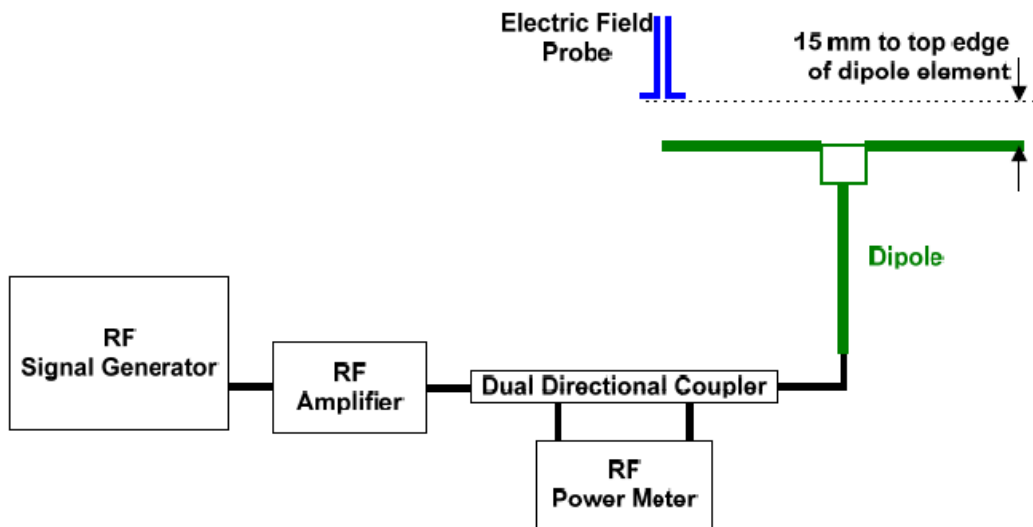 Electric Field
Probe
15 mm to top edge
of dipole element
Dipole
RF
Signal Generator
RF
Amplifier
Dual Directional Coupler
RF
Power Meter